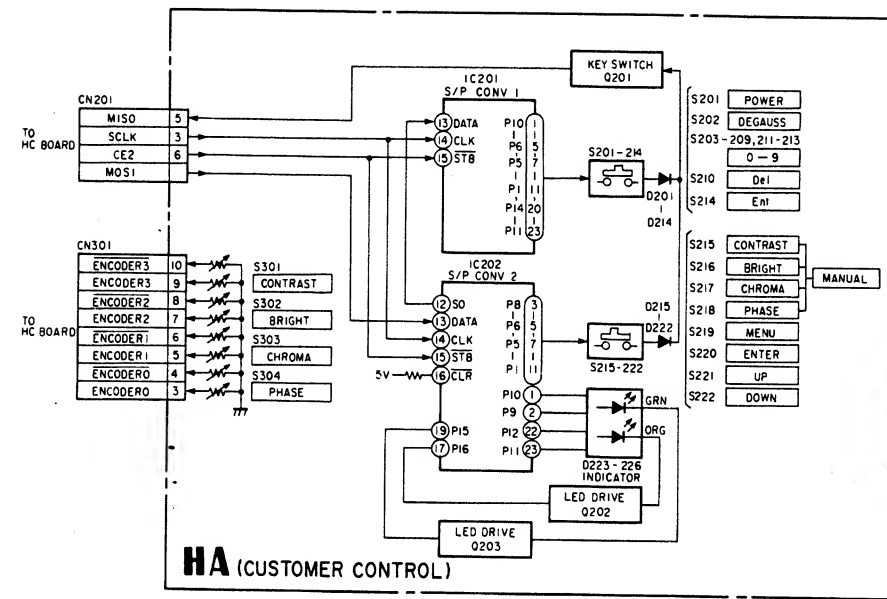 KEY SWITCH
Q201
IC201
S/P CONV 1
CN201
MISO 5
SCLK 3
CE2 6
MOSI
TO
HC BOARD
13 DATA
14 CLK
15 STB
P10 1
P6 5
P5 7
P1 11
P14 20
P11 23
S201-214
D201
D214
S201 POWER
S202 DEGAUSS
S203-209,211-213
0-9
S210 Del
S214 Ent
CN301
ENCODER3 10
ENCODER3 9
ENCODER2 8
ENCODER2 7
ENCODER1 6
ENCODER1 5
ENCODER0 4
ENCODER0 3
TO
HC BOARD
S301
CONTRAST
S302
BRIGHT
S303
CHROMA
S304
PHASE
IC202
S/P CONV 2
12 SO
13 DATA
14 CLK
15 STB
5V 16 CLR
19 P15
17 P16
P8 3
P6 5
P5 7
P1 11
P10 1
P9 2
P12 22
P11 23
D215
D222
S215-222
GRN
ORG
D223-226
INDICATOR
LED DRIVE
Q202
LED DRIVE
Q203
S215 CONTRAST
S216 BRIGHT
S217 CHROMA
S218 PHASE
MANUAL
S219 MENU
S220 ENTER
S221 UP
S222 DOWN
HA (CUSTOMER CONTROL)